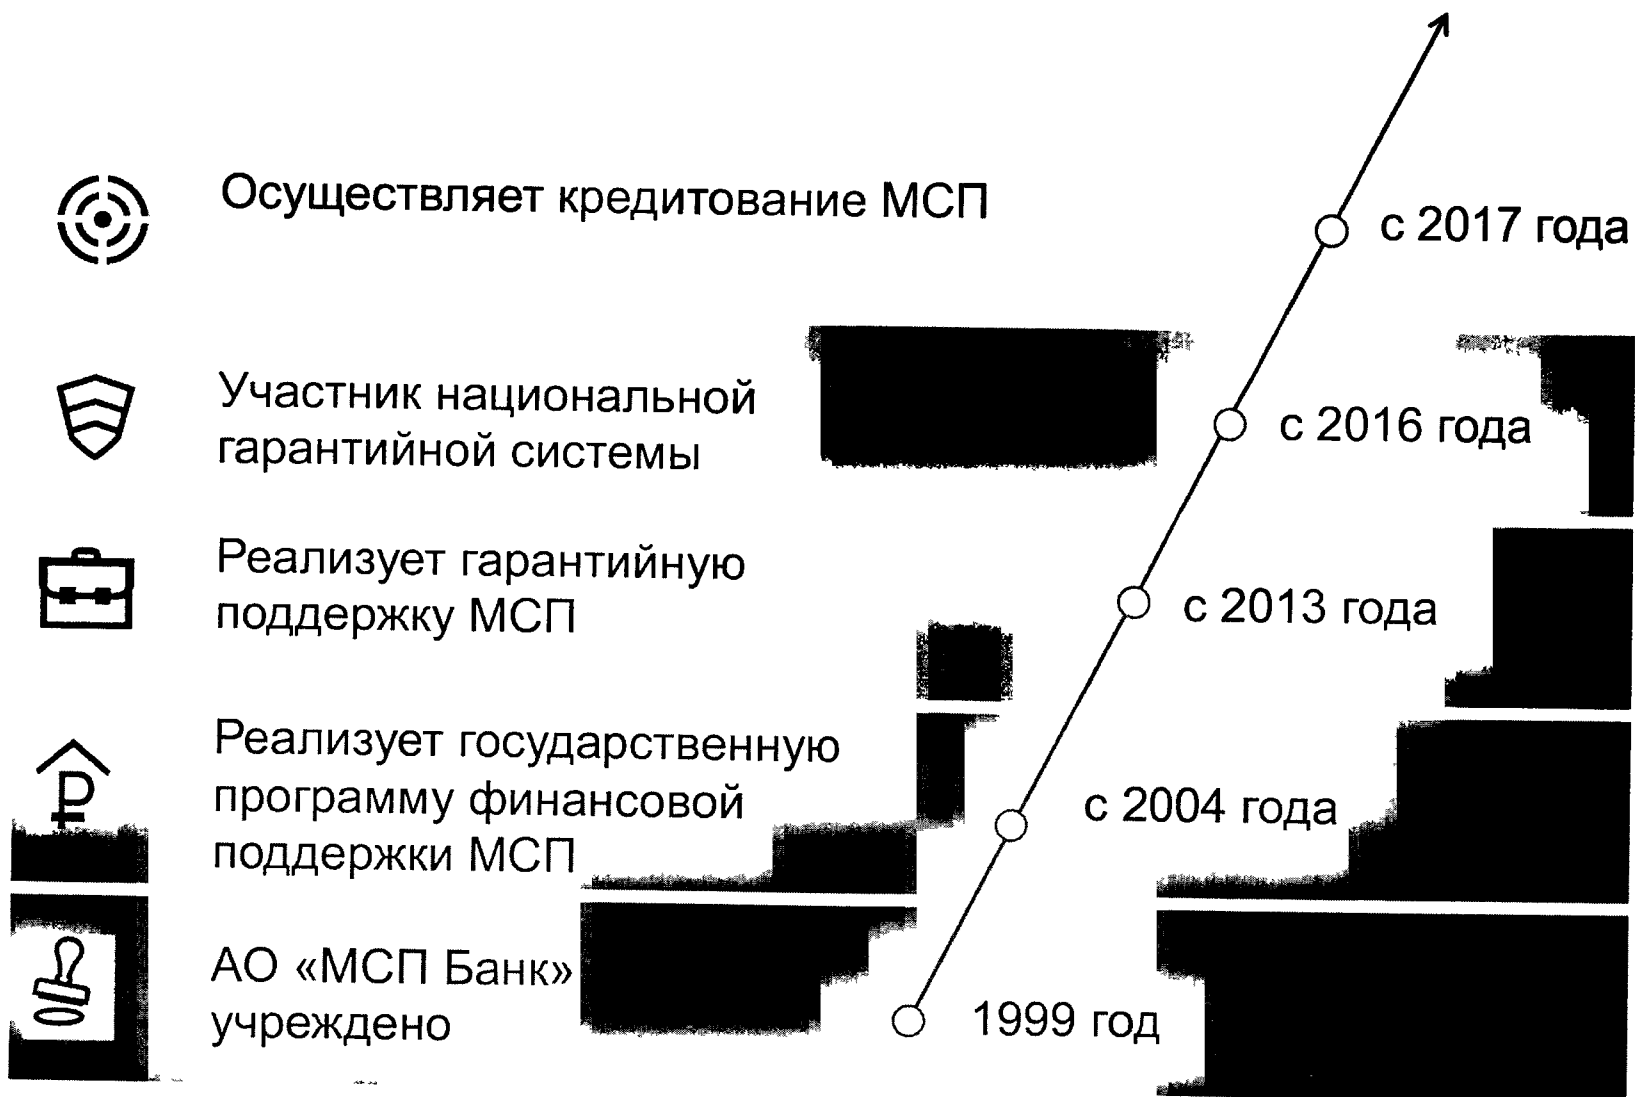 Осуществляет кредитование МСП
с 2017 года
Участник национальной
гарантийной системы
с 2016 года
Реализует гарантийную
поддержку МСП
с 2013 года
Реализует государственную
программу финансовой
поддержки МСП
с 2004 года
АО «МСП Банк»
учреждено
1999 год